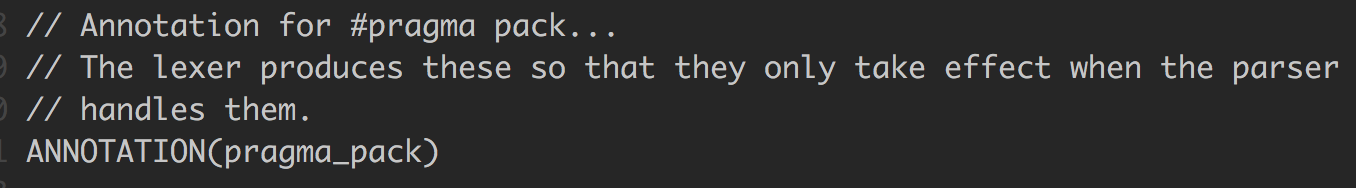 // Annotation for #pragma pack...
// The lexer produces these so that they only take effect when the parser
// handles them.
ANNOTATION(pragma_pack)